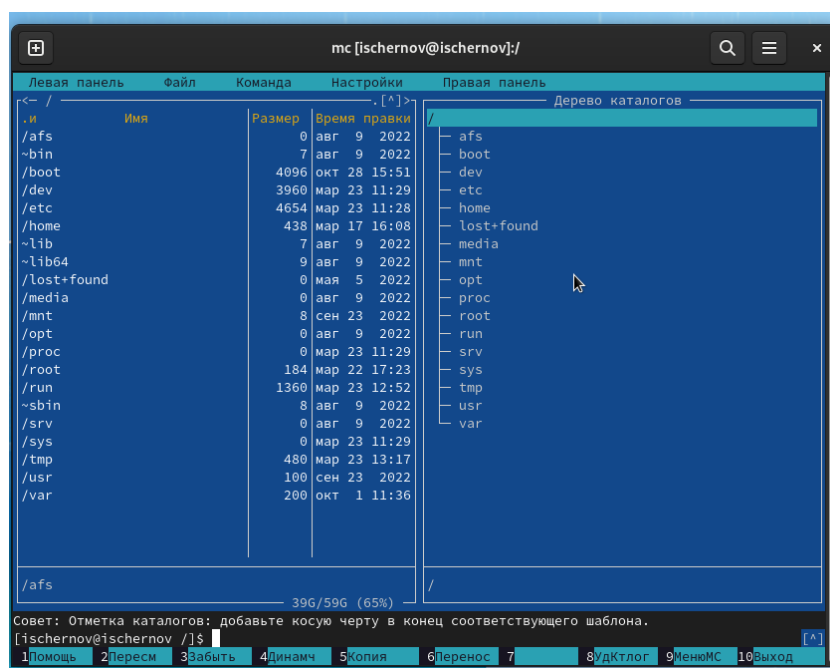 mc [ischernov@ischernov]:/
Левая панель Файл Команда Настройки Правая панель
<— / .[^]>
.и Имя Размер Время правки
/afs 0 авг 9 2022
~bin 7 авг 9 2022
/boot 4096 окт 28 15:51
/dev 3960 мар 23 11:29
/etc 4654 мар 23 11:28
/home 438 мар 17 16:08
~lib 7 авг 9 2022
~lib64 9 авг 9 2022
/lost+found 0 мая 5 2022
/media 0 авг 9 2022
/mnt 8 сен 23 2022
/opt 0 авг 9 2022
/proc 0 мар 23 11:29
/root 184 мар 22 17:23
/run 1360 мар 23 12:52
~sbin 8 авг 9 2022
/srv 0 авг 9 2022
/sys 0 мар 23 11:29
/tmp 480 мар 23 13:17
/usr 100 сен 23 2022
/var 200 окт 1 11:36
/afs
39G/59G (65%)
Дерево каталогов
/
afs
boot
dev
etc
home
lost+found
media
mnt
opt
proc
root
run
srv
sys
tmp
usr
var
/
Совет: Отметка каталогов: добавьте косую черту в конец соответствующего шаблона.
[ischernov@ischernov /]$ [^]
1Помощь 2Пересм 3Забыть 4Динамч 5Копия 6Перенос 7 8УдКтлог 9МенюMC 10Выход